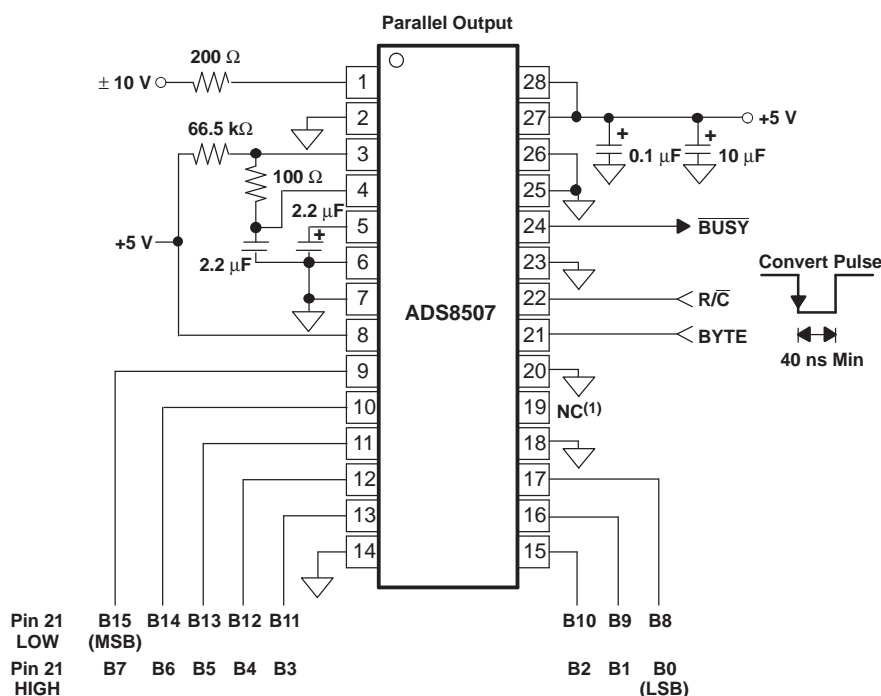 Parallel Output
200 Ω
± 10 V
66.5 kΩ
100 Ω
2.2 µF
+5 V
2.2 µF
1
2
3
4
5
6
7
8
9
10
11
12
13
14
ADS8507
28
27
26
25
24
23
22
21
20
19
18
17
16
15
+
+5 V
+
+
0.1 µF
10 µF
BUSY
R/C
BYTE
NC(1)
Convert Pulse
40 ns Min
Pin 21 LOW B15 (MSB) B14 B13 B12 B11 B10 B9 B8
Pin 21 HIGH B7 B6 B5 B4 B3 B2 B1 B0 (LSB)